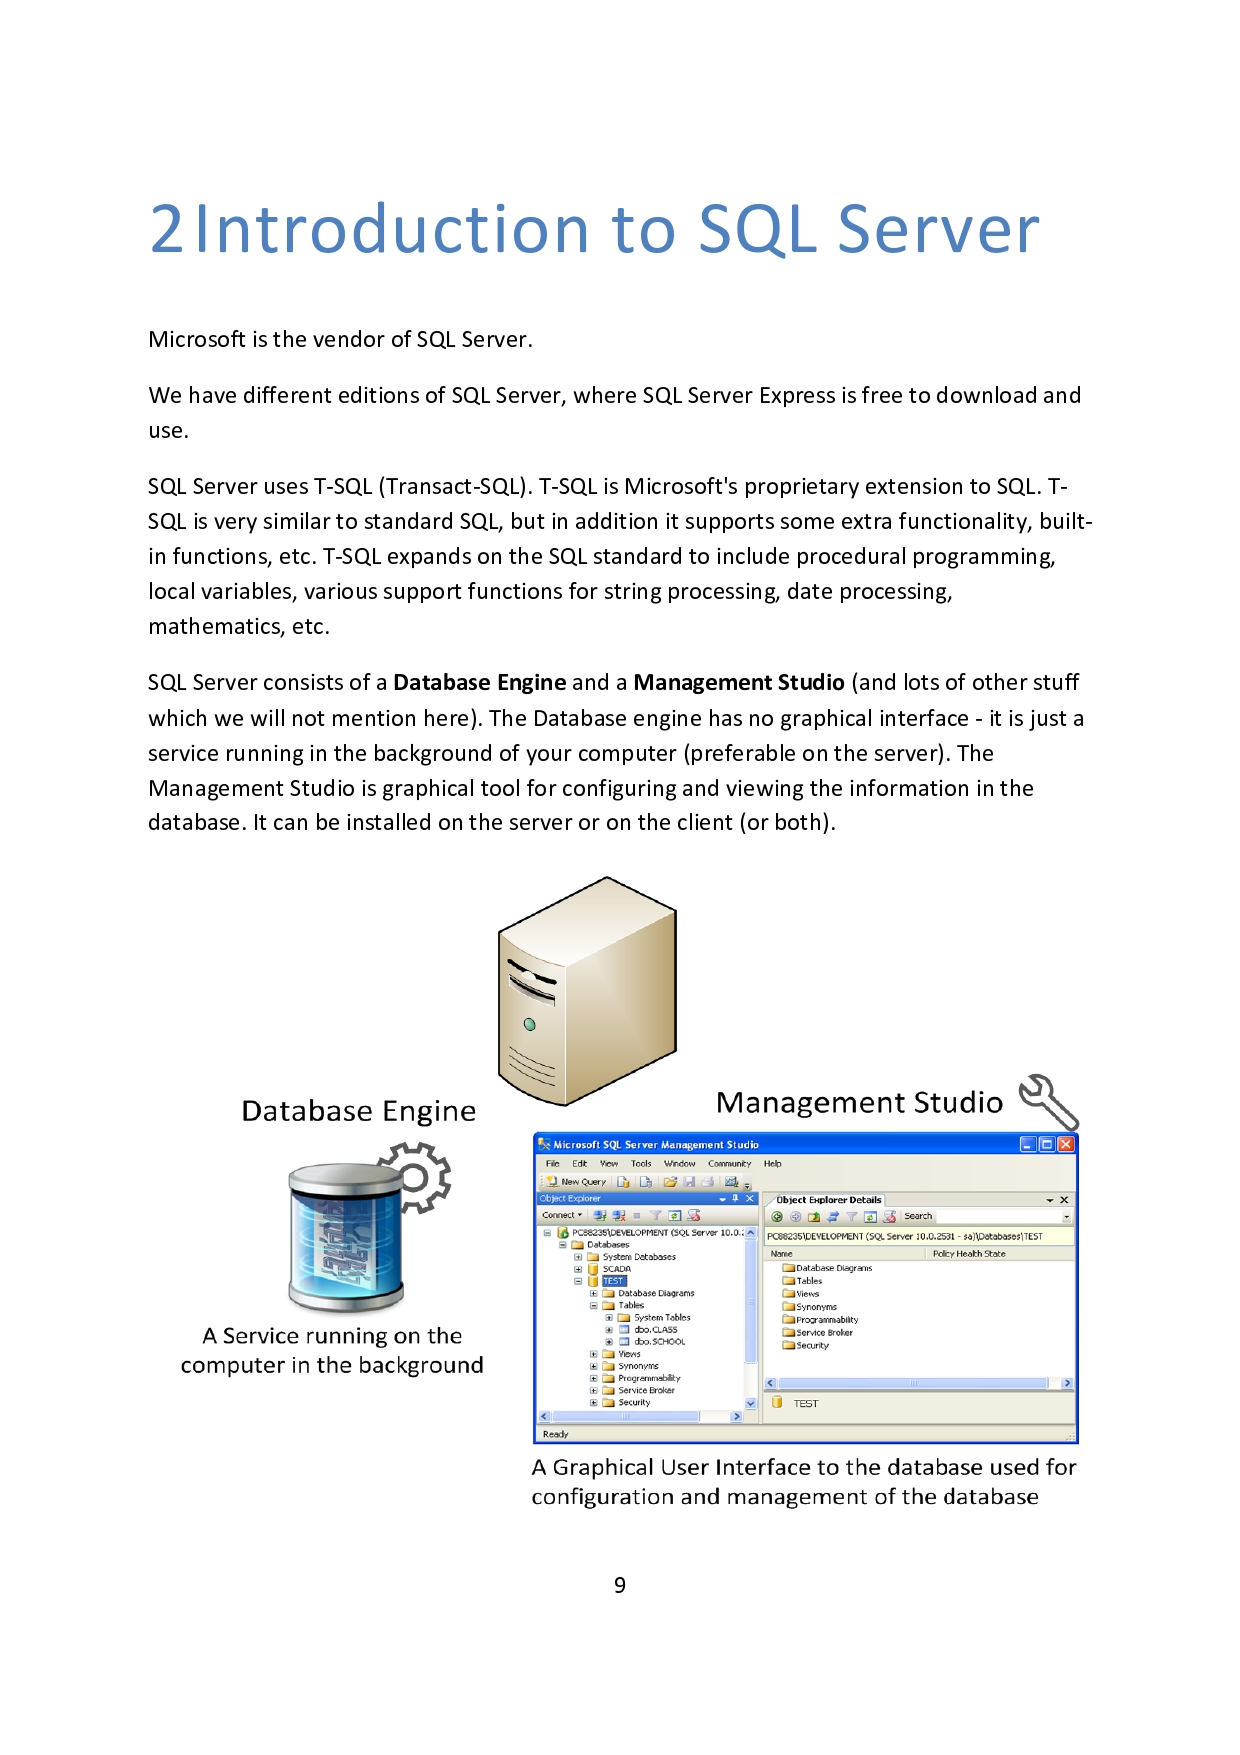 2 Introduction to SQL Server
Microsoft is the vendor of SQL Server.
We have different editions of SQL Server, where SQL Server Express is free to download and
use.
SQL Server uses T-SQL (Transact-SQL). T-SQL is Microsoft's proprietary extension to SQL. T-
SQL is very similar to standard SQL, but in addition it supports some extra functionality, built-
in functions, etc. T-SQL expands on the SQL standard to include procedural programming,
local variables, various support functions for string processing, date processing,
mathematics, etc.
SQL Server consists of a Database Engine and a Management Studio (and lots of other stuff
which we will not mention here). The Database engine has no graphical interface - it is just a
service running in the background of your computer (preferable on the server). The
Management Studio is graphical tool for configuring and viewing the information in the
database. It can be installed on the server or on the client (or both).
Database Engine
A Service running on the
computer in the background
Management Studio
Microsoft SQL Server Management Studio
File Edit View Tools Window Community Help
New Query
Object Explorer
Connect
PC88235\DEVELOPMENT (SQL Server 10.0.2
Databases
System Databases
SCADA
TEST
Database Diagrams
Tables
System Tables
dbo.CLASS
dbo.SCHOOL
Views
Synonyms
Programmability
Service Broker
Security
Object Explorer Details
Search
PC88235\DEVELOPMENT (SQL Server 10.0.2531 - sa)\Databases\TEST
Name Policy Health State
Database Diagrams
Tables
Views
Synonyms
Programmability
Service Broker
Security
TEST
Ready
A Graphical User Interface to the database used for
configuration and management of the database
9